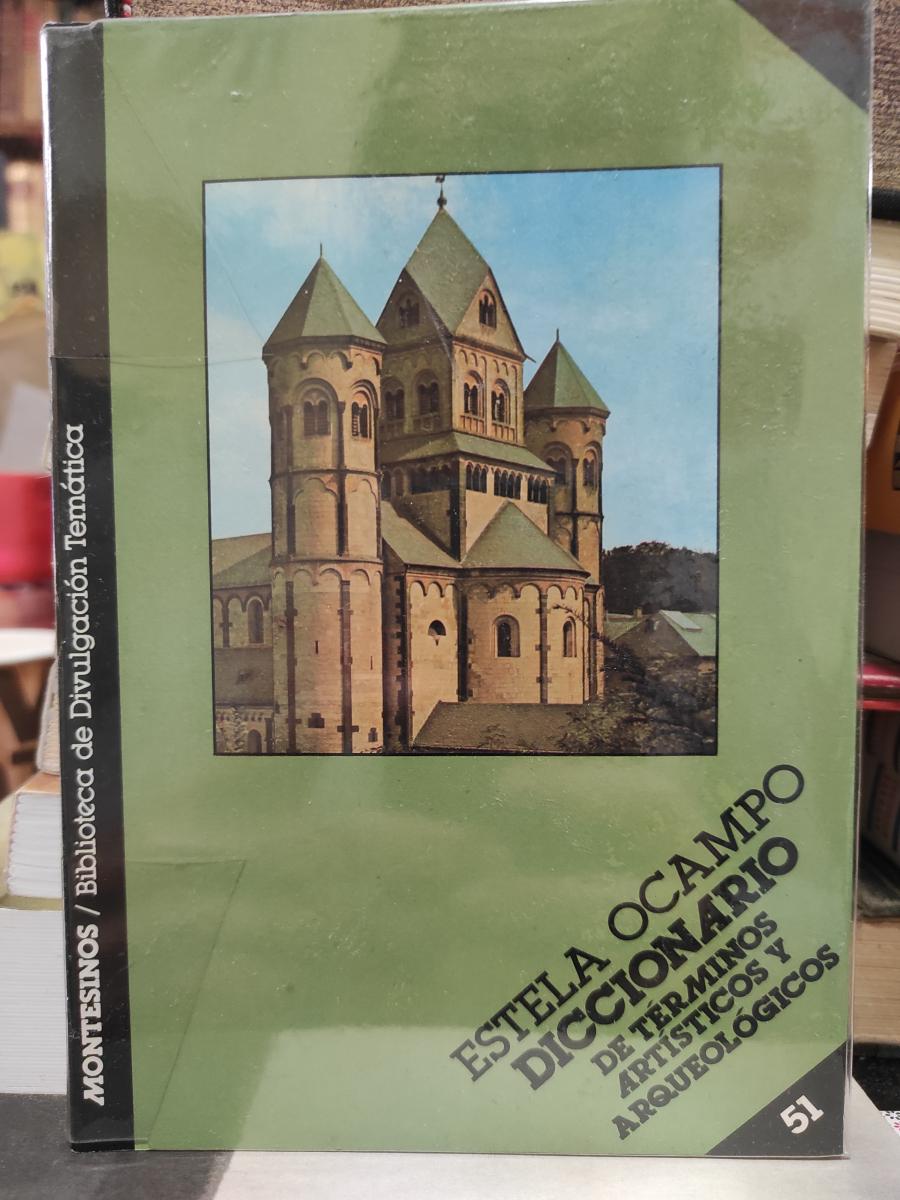 MONTESINOS / Biblioteca de Divulgación Temática
ESTELA OCAMPO
DICCIONARIO
DE TÉRMINOS
ARTÍSTICOS Y
ARQUEOLÓGICOS
51